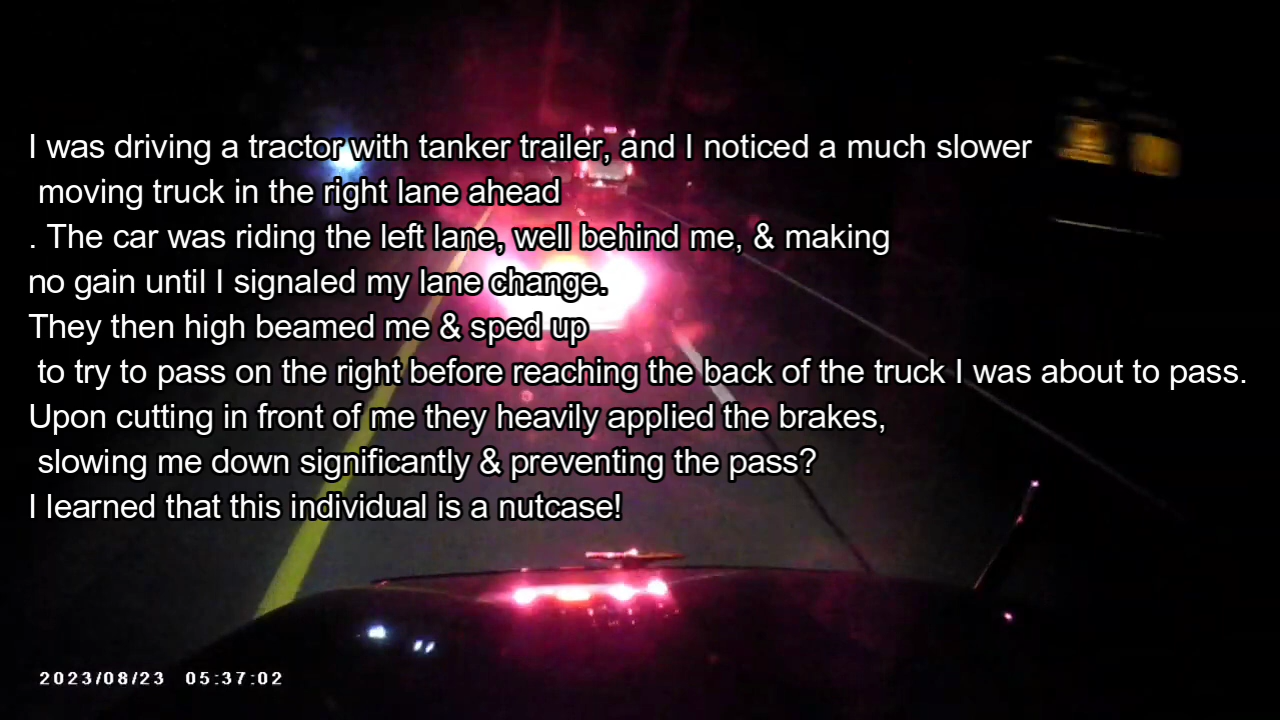 I was driving a tractor with tanker trailer, and I noticed a much slower
moving truck in the right lane ahead
. The car was riding the left lane, well behind me, & making
no gain until I signaled my lane change.
They then high beamed me & sped up
to try to pass on the right before reaching the back of the truck I was about to pass.
Upon cutting in front of me they heavily applied the brakes,
slowing me down significantly & preventing the pass?
I learned that this individual is a nutcase!
2023/08/23 05:37:02